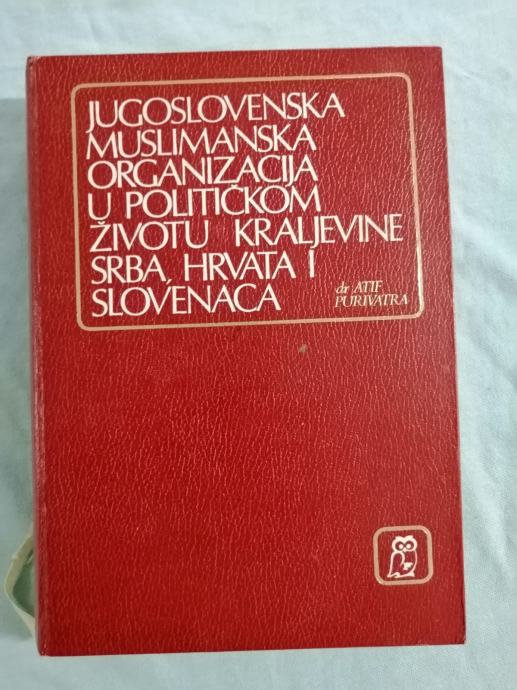 JUGOSLOVENSKA
MUSLIMANSKA
ORGANIZACIJA
U POLITIČKOM
ŽIVOTU KRALJEVINE
SRBA, HRVATA I
SLOVENACA
dr ATIF
PURIVATRA